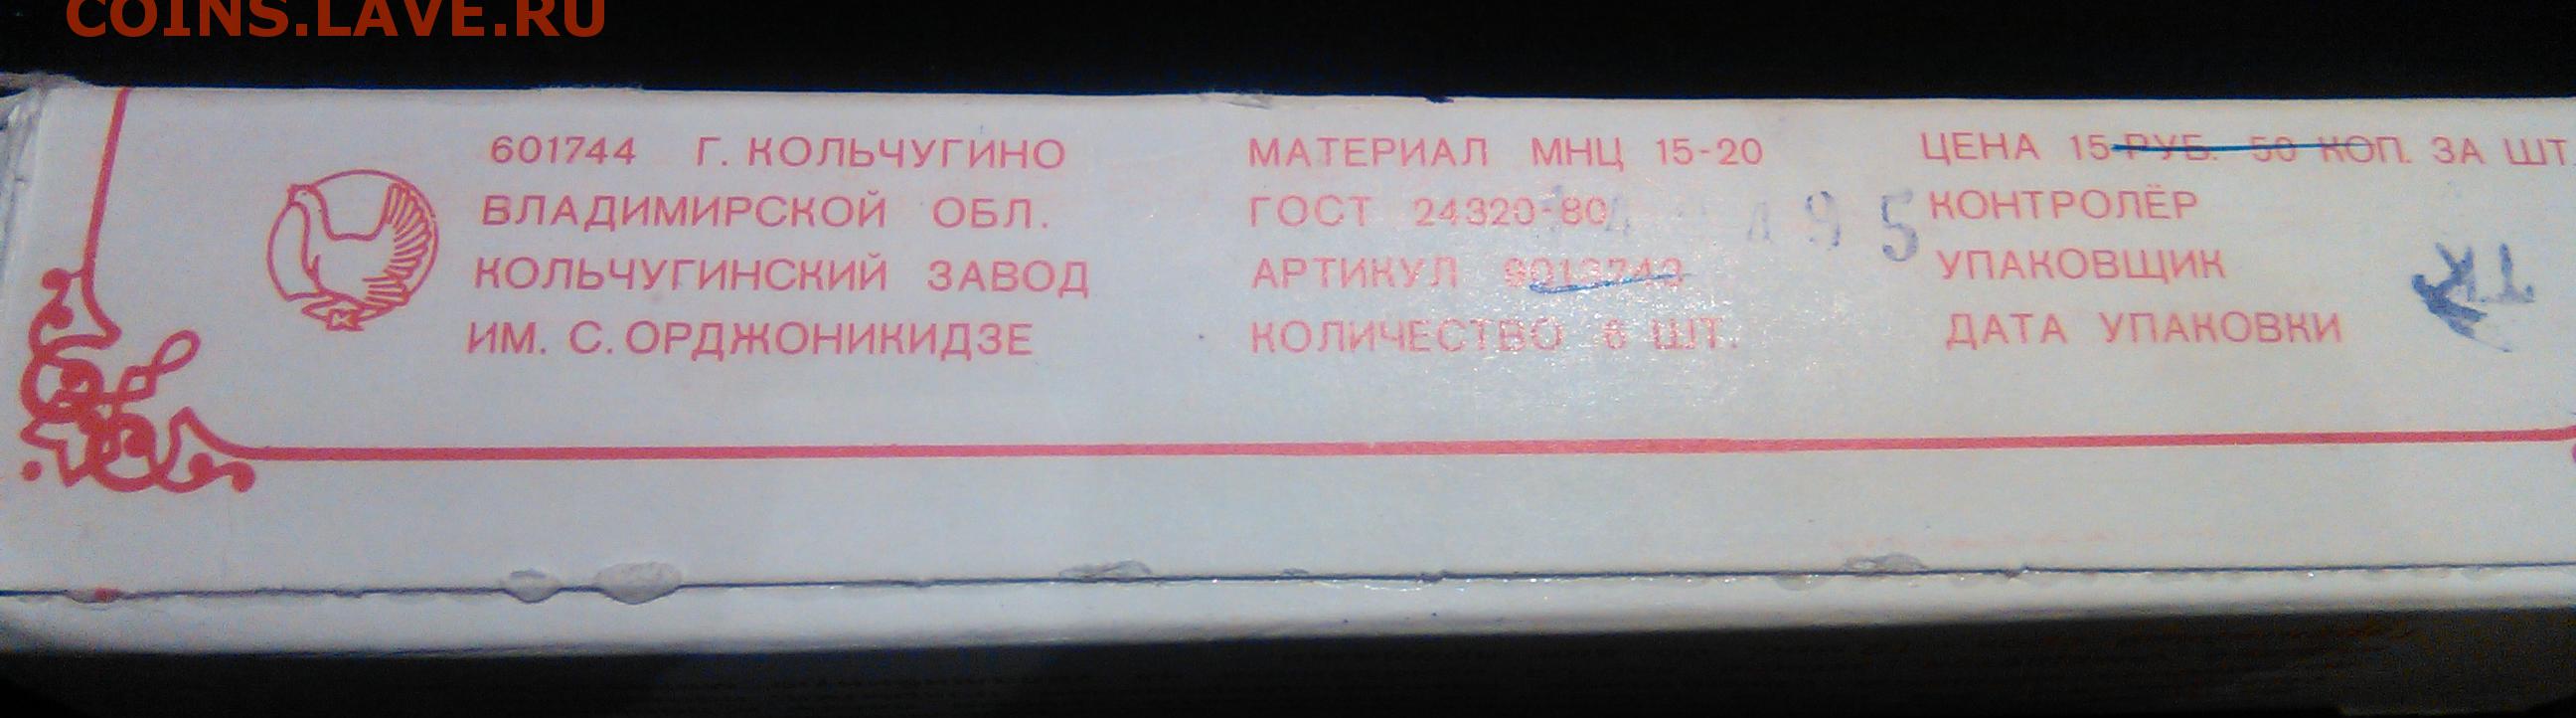 COINS.LAVE.RU
601744 Г. КОЛЬЧУГИНО
ВЛАДИМИРСКОЙ ОБЛ.
КОЛЬЧУГИНСКИЙ ЗАВОД
ИМ. С. ОРДЖОНИКИДЗЕ
МАТЕРИАЛ МНЦ 15-20
ГОСТ 24320-80
АРТИКУЛ
КОЛИЧЕСТВО 6 ШТ.
ЦЕНА 15 РУБ. 50 КОП. ЗА ШТ.
КОНТРОЛЁР
УПАКОВЩИК
ДАТА УПАКОВКИ